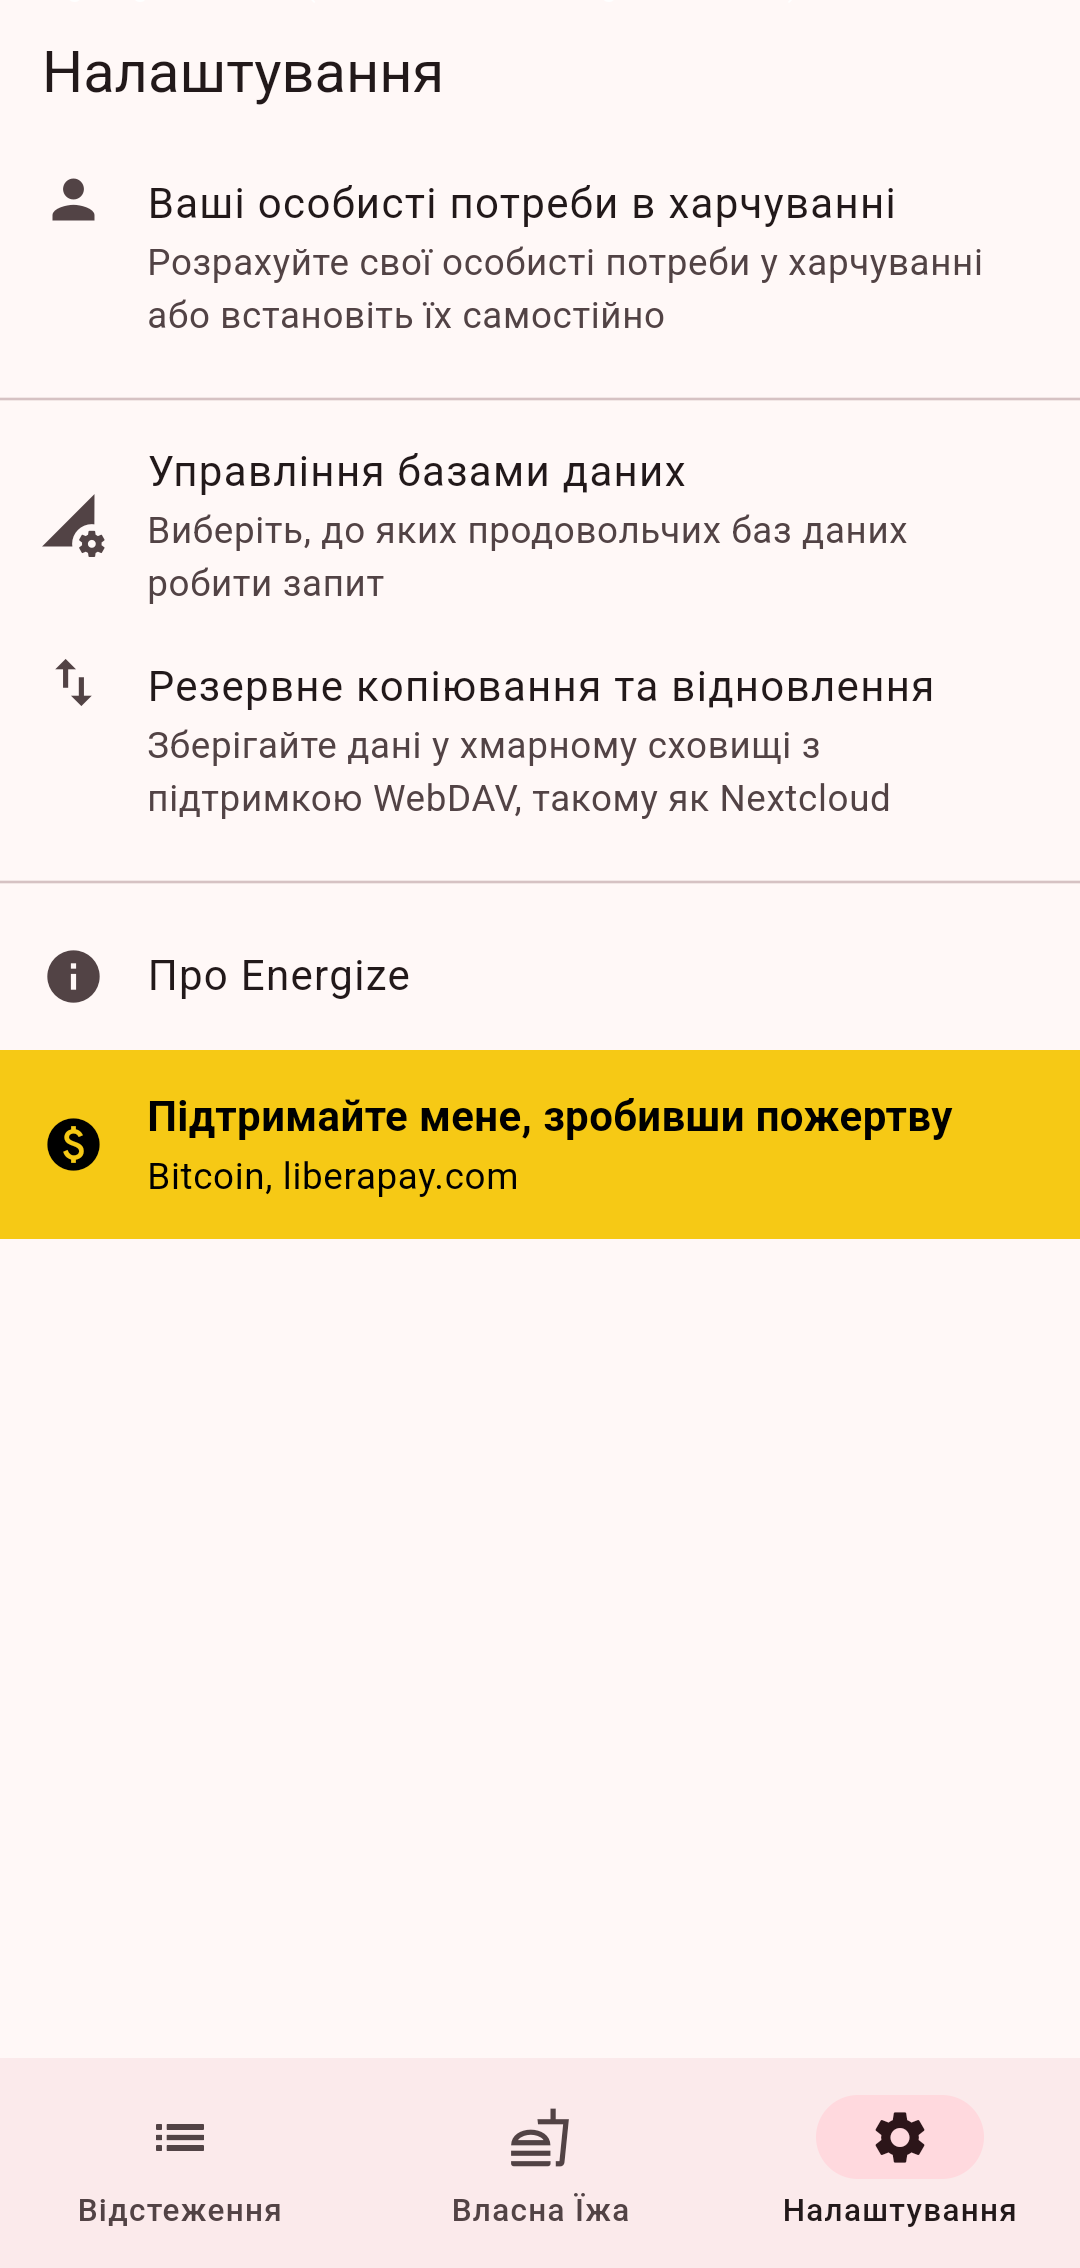 Налаштування
Ваші особисті потреби в харчуванні
Розрахуйте свої особисті потреби у харчуванні
або встановіть їх самостійно
Управління базами даних
Виберіть, до яких продовольчих баз даних
робити запит
Резервне копіювання та відновлення
Зберігайте дані у хмарному сховищі з
підтримкою WebDAV, такому як Nextcloud
Про Energize
Підтримайте мене, зробивши пожертву
Bitcoin, liberapay.com
Відстеження
Власна Їжа
Налаштування